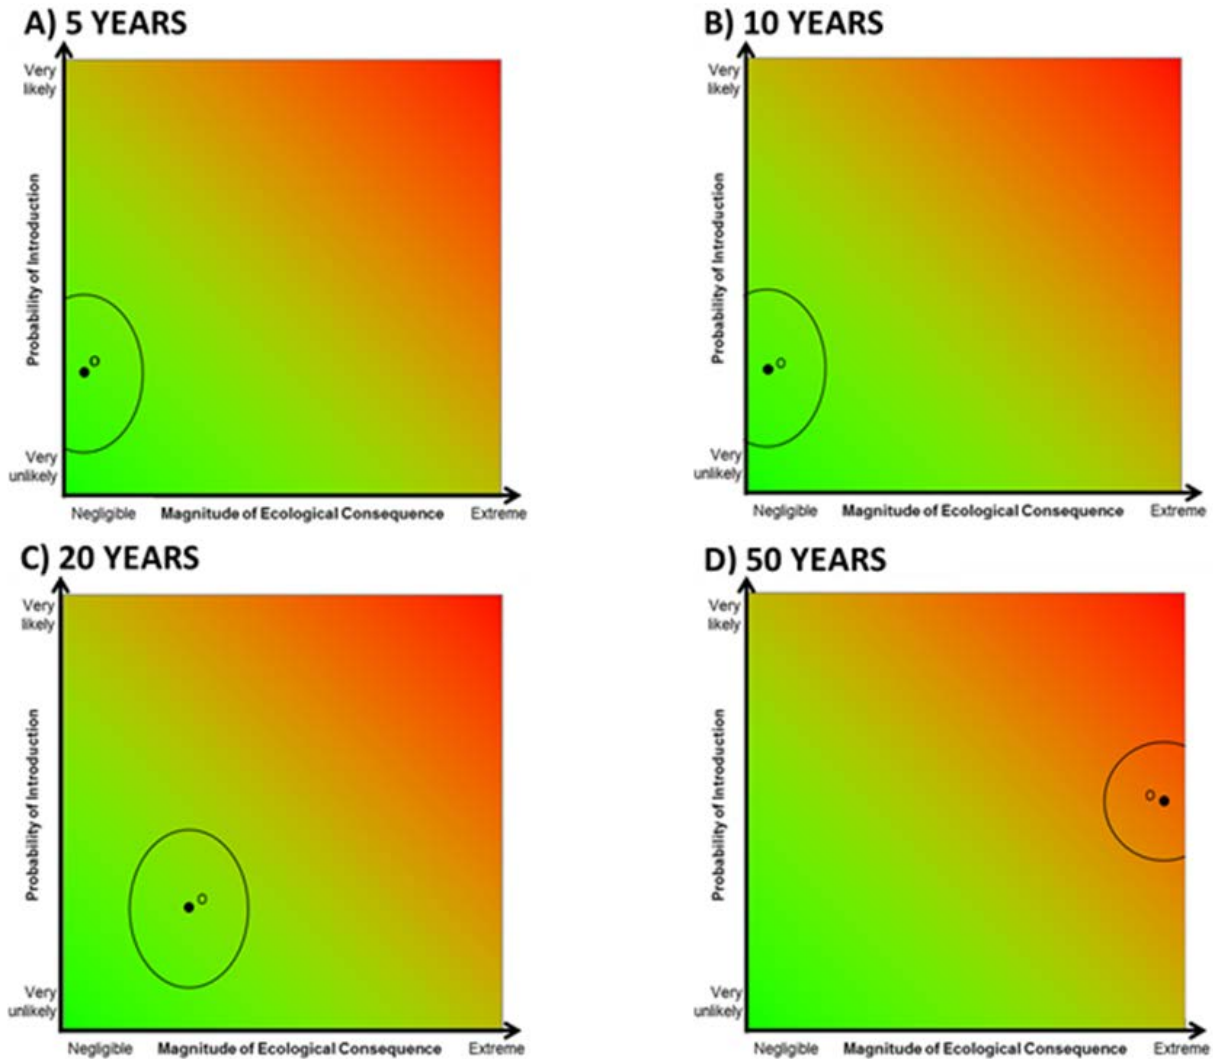 A) 5 YEARS
Very
likely
Probability of Introduction
Very
unlikely
Negligible Magnitude of Ecological Consequence Extreme
B) 10 YEARS
Very
likely
Probability of Introduction
Very
unlikely
Negligible Magnitude of Ecological Consequence Extreme
C) 20 YEARS
Very
likely
Probability of Introduction
Very
unlikely
Negligible Magnitude of Ecological Consequence Extreme
D) 50 YEARS
Very
likely
Probability of Introduction
Very
unlikely
Negligible Magnitude of Ecological Consequence Extreme